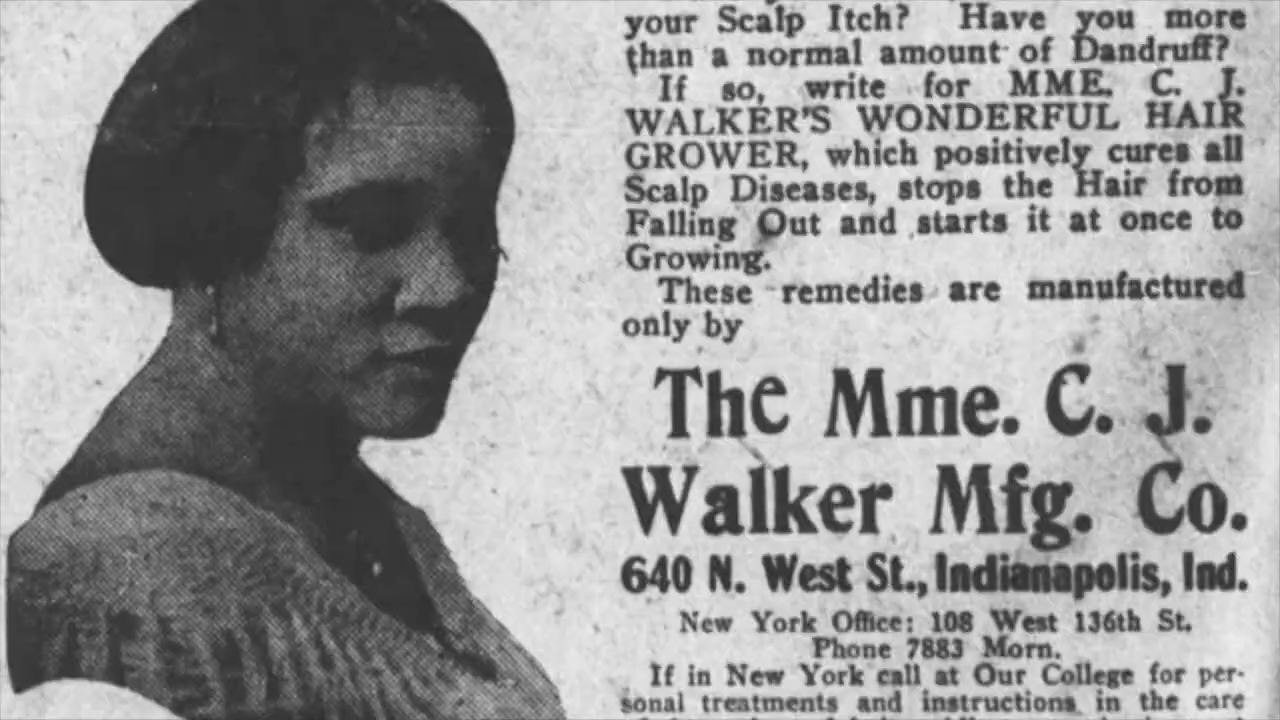 your Scalp Itch? Have you more
than a normal amount of Dandruff?
If so, write for MME. C. J.
WALKER'S WONDERFUL HAIR
GROWER, which positively cures all
Scalp Diseases, stops the Hair from
Falling Out and starts it at once to
Growing.
These remedies are manufactured
only by
The Mme. C. J.
Walker Mfg. Co.
640 N. West St., Indianapolis, Ind.
New York Office: 108 West 136th St.
Phone 7883 Morn.
If in New York call at Our College for per-
sonal treatments and instructions in the care